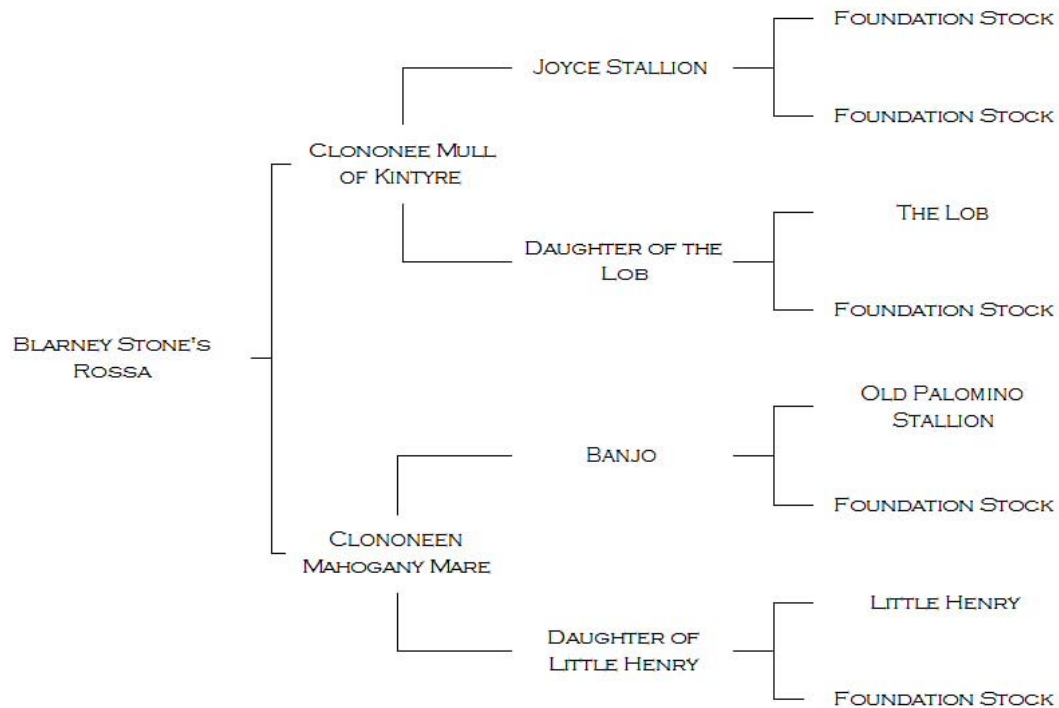 Foundation Stock
Joyce Stallion
Foundation Stock
Clononee Mull
of Kintyre
The Lob
Daughter of the
Lob
Foundation Stock
Blarney Stone's
Rossa
Old Palomino
Stallion
Banjo
Foundation Stock
Clononeen
Mahogany Mare
Little Henry
Daughter of
Little Henry
Foundation Stock